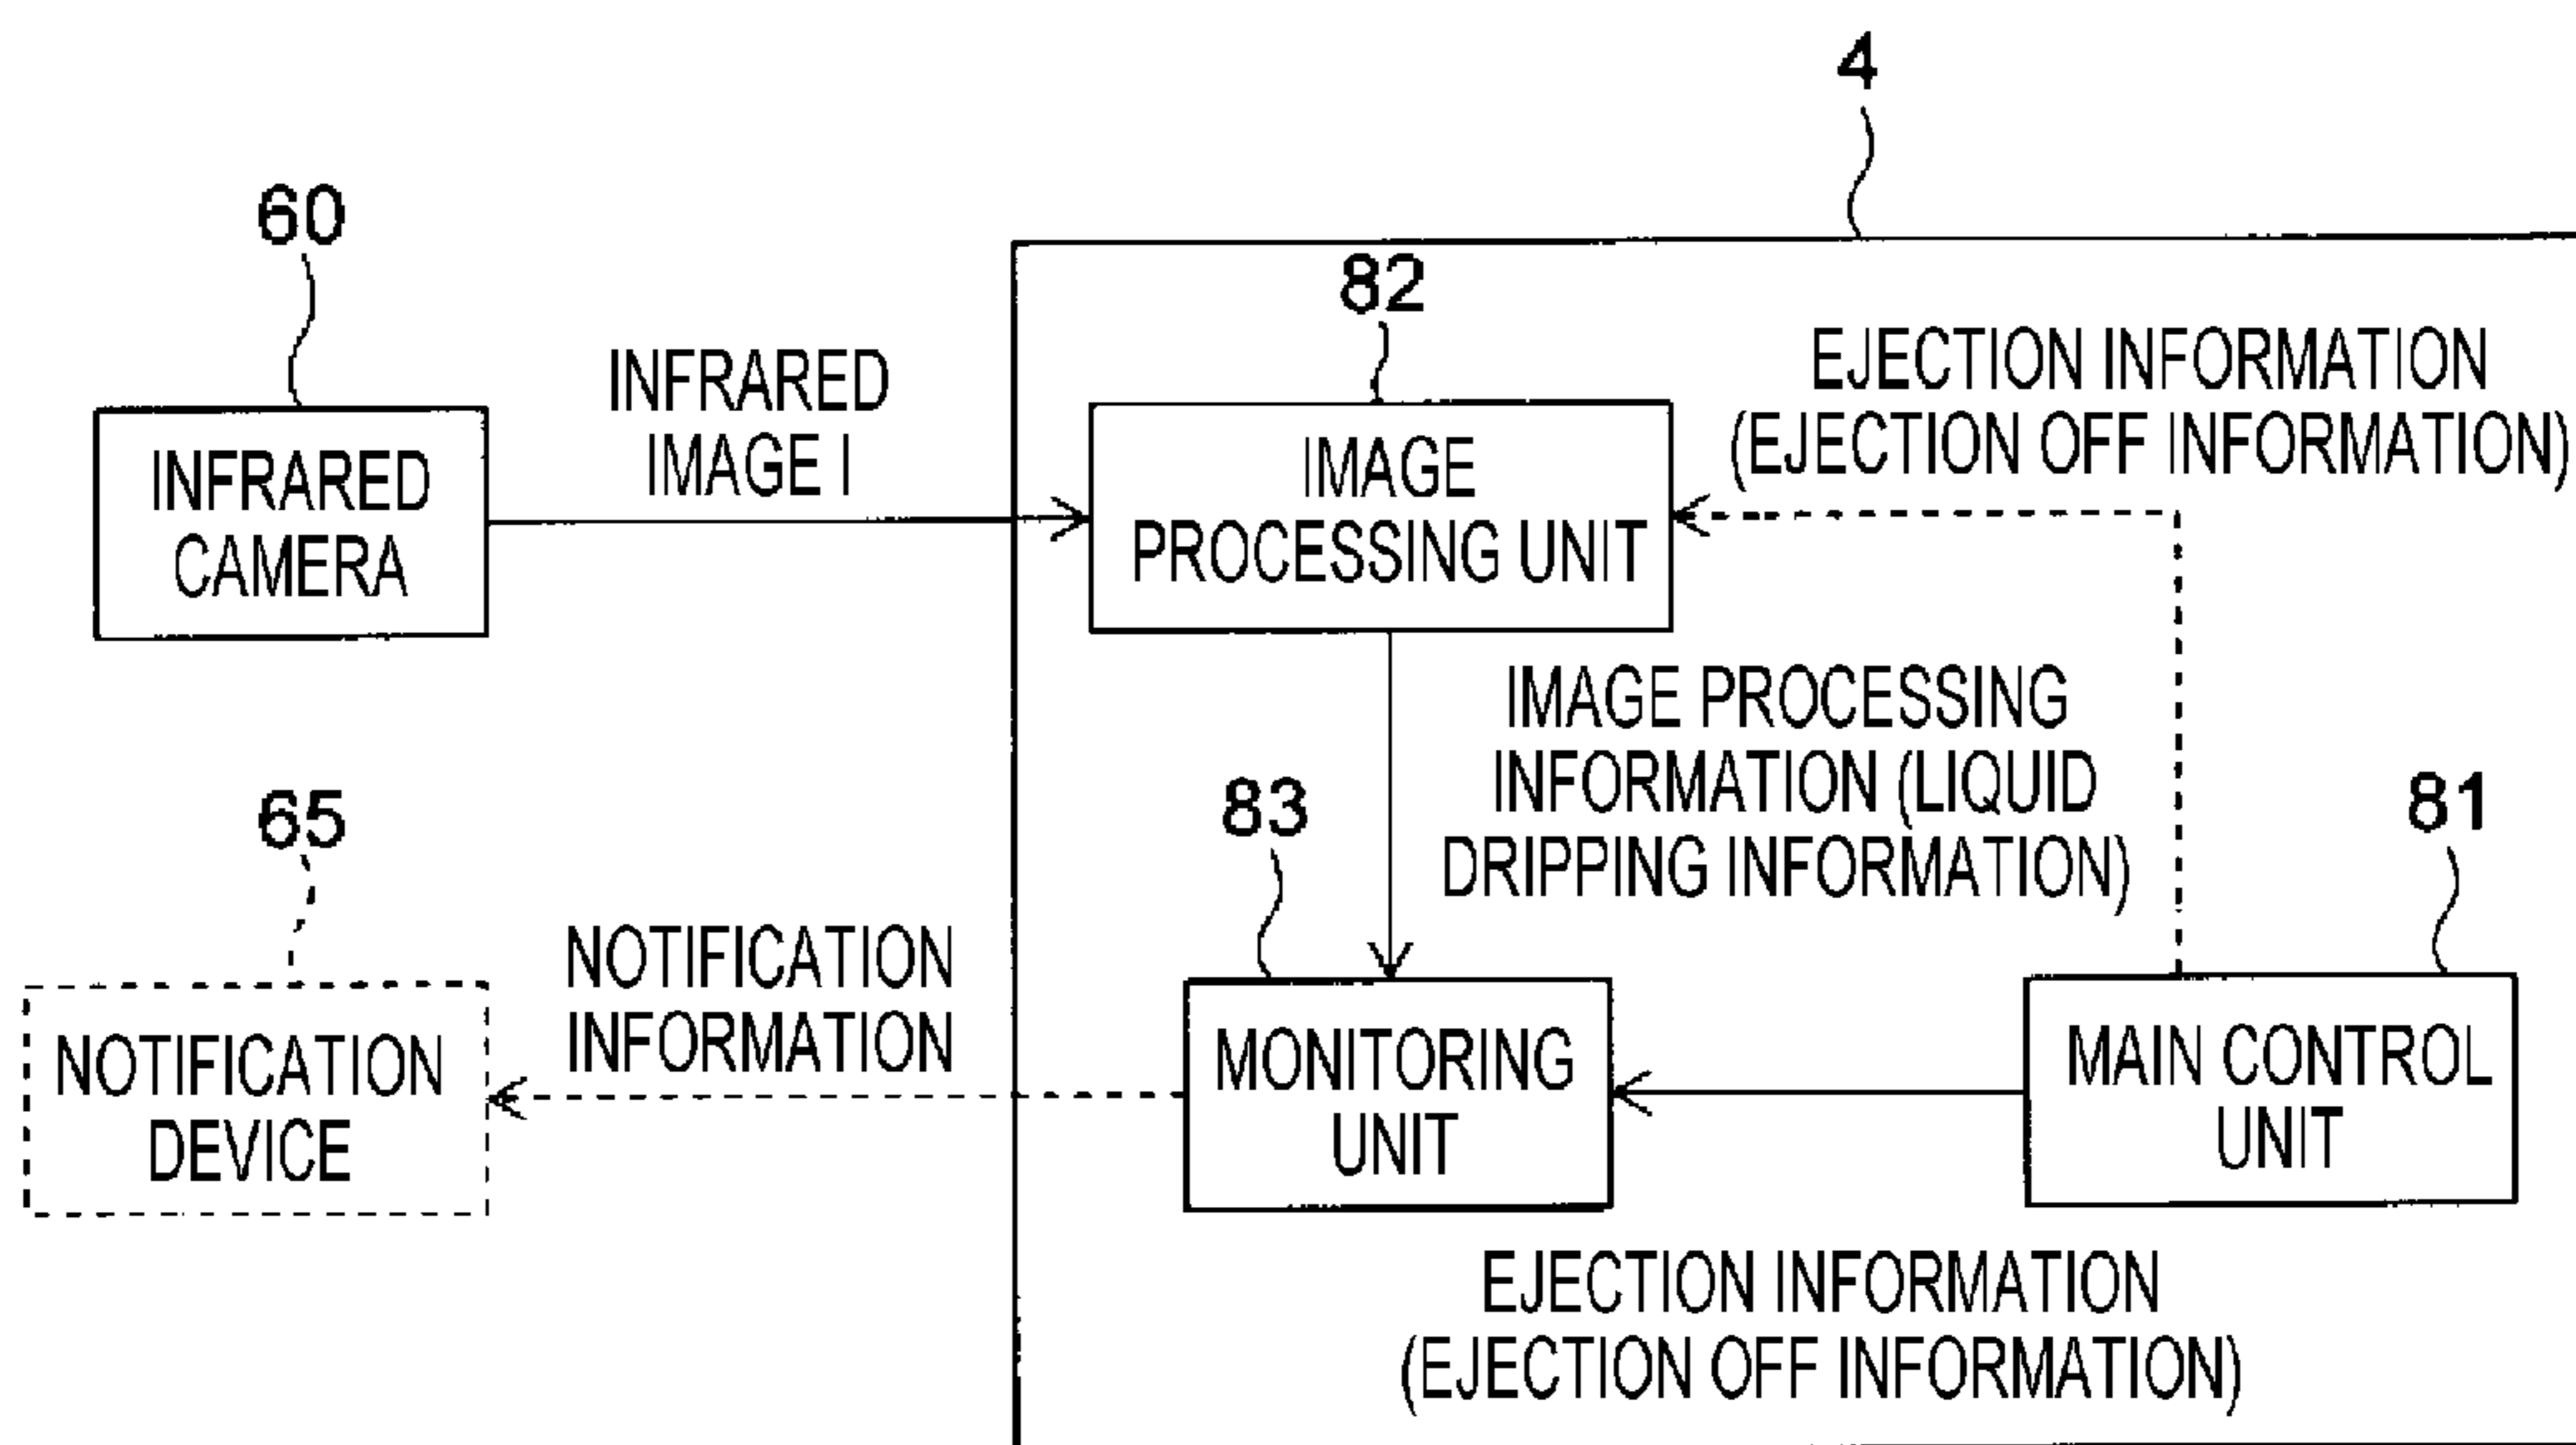 4
60
82
EJECTION INFORMATION
(EJECTION OFF INFORMATION)
INFRARED
IMAGE I
INFRARED
CAMERA
IMAGE
PROCESSING UNIT
IMAGE PROCESSING
INFORMATION (LIQUID
DRIPPING INFORMATION)
65
83
81
NOTIFICATION
INFORMATION
NOTIFICATION
DEVICE
MONITORING
UNIT
MAIN CONTROL
UNIT
EJECTION INFORMATION
(EJECTION OFF INFORMATION)